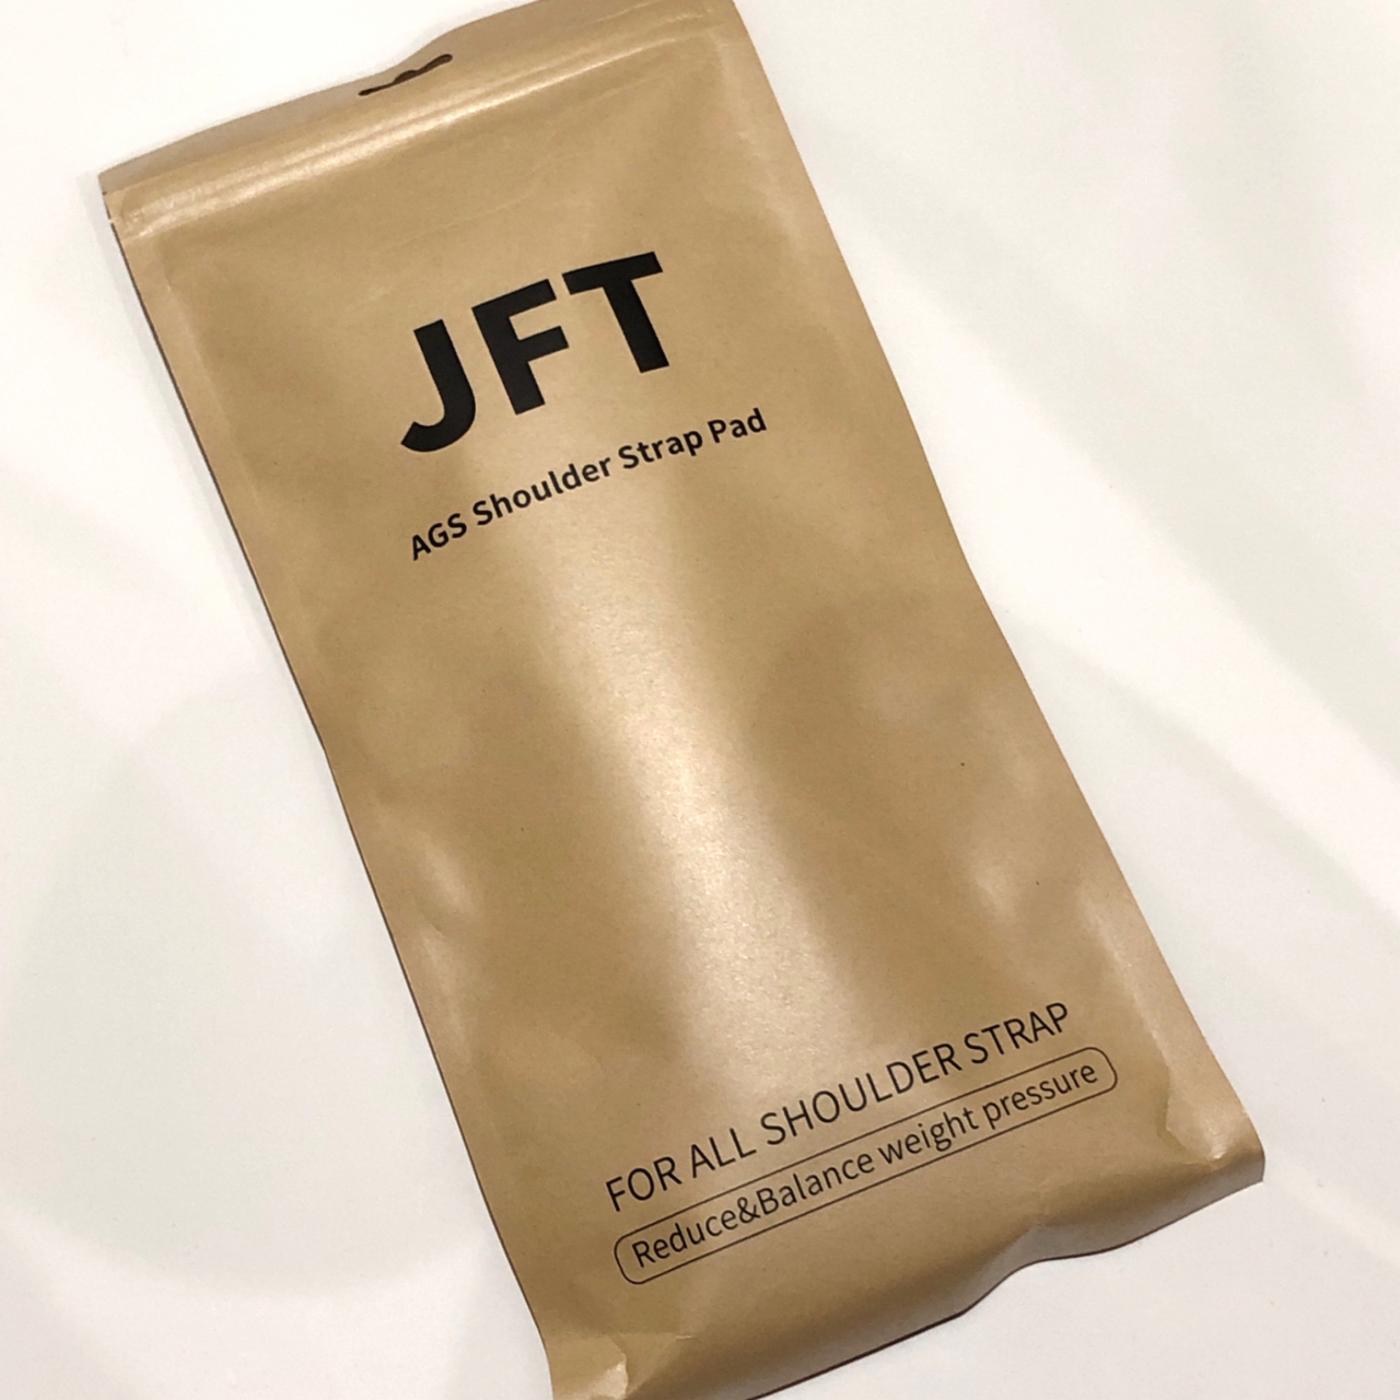 JFT
AGS Shoulder Strap Pad
FOR ALL SHOULDER STRAP
Reduce&Balance weight pressure